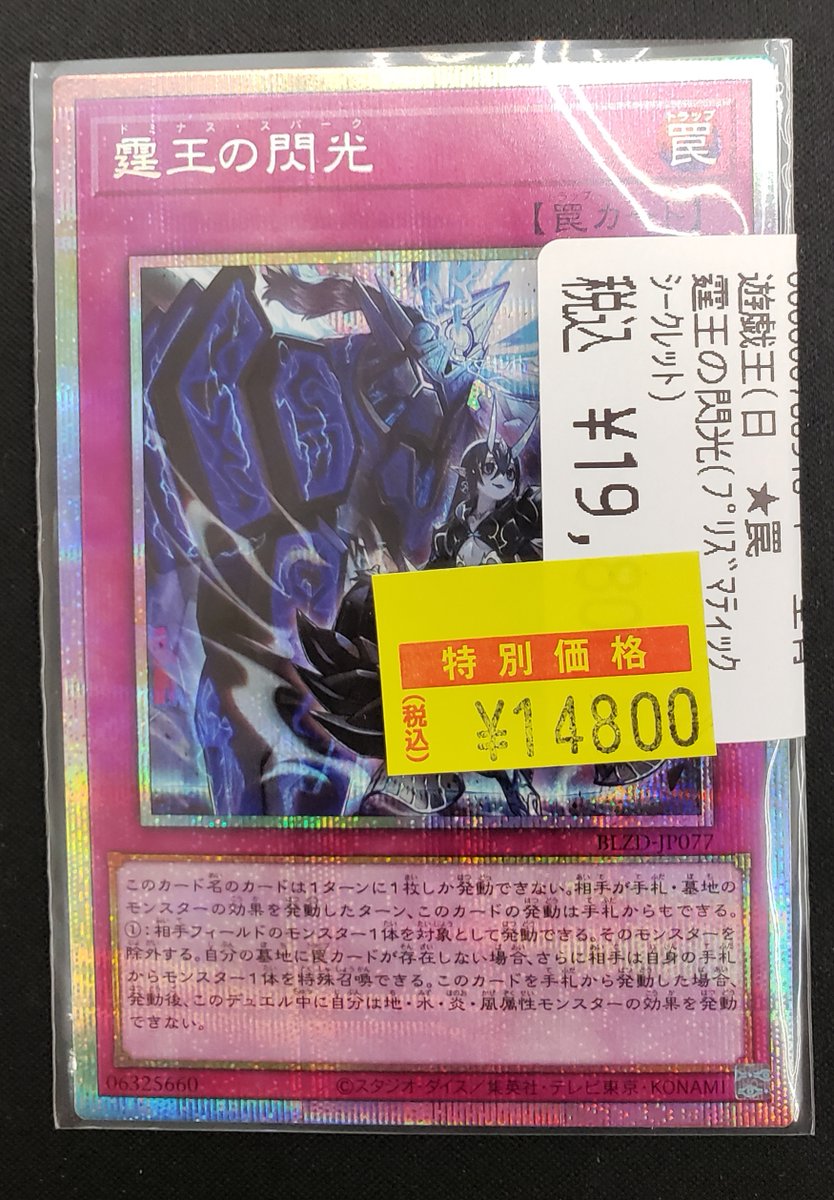 ドミナス・スパーク
霆王の閃光
トラップ
罠
【罠カード】
遊戯王(日 ★罠
霆王の閃光(プリズマティック
シークレット)
税込 ¥19,80
特別価格
(税込) ¥14800
BLZD-JP077
このカード名のカードは1ターンに1枚しか発動できない。相手が手札・墓地の
モンスターの効果を発動したターン、このカードの発動は手札からもできる。
①:相手フィールドのモンスター1体を対象として発動できる。そのモンスターを
除外する。自分の墓地に罠カードが存在しない場合、さらに相手は自身の手札
からモンスター1体を特殊召喚できる。このカードを手札から発動した場合、
発動後、このデュエル中に自分は地・水・炎・風属性モンスターの効果を発動
できない。
06325660
©スタジオ・ダイス/集英社・テレビ東京・KONAMI